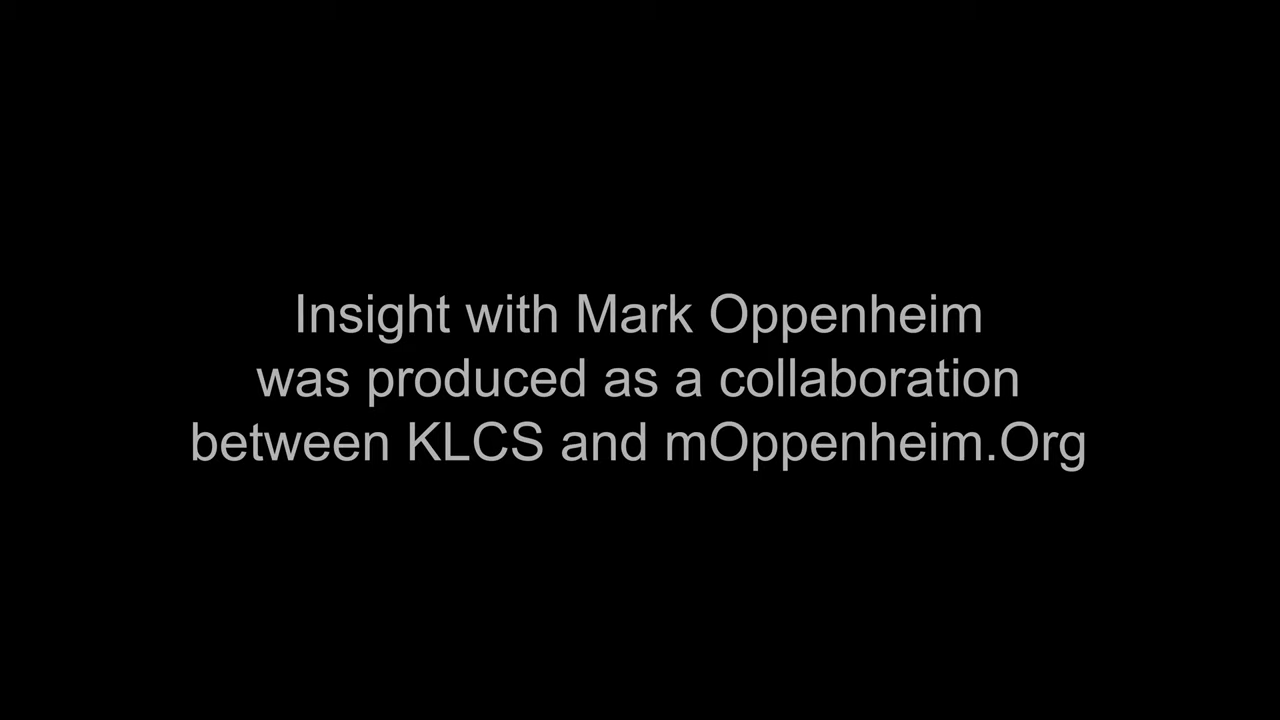 Insight with Mark Oppenheim
was produced as a collaboration
between KLCS and mOppenheim.Org